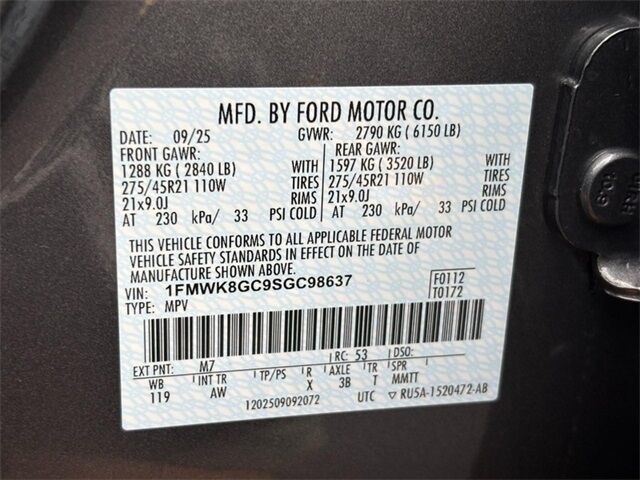 MFD. BY FORD MOTOR CO.
DATE: 09/25 GVWR: 2790 KG ( 6150 LB)
FRONT GAWR: REAR GAWR:
1288 KG ( 2840 LB) WITH 1597 KG ( 3520 LB) WITH
275/45R21 110W TIRES 275/45R21 110W TIRES
21x9.0J RIMS 21x9.0J RIMS
AT 230 kPa/ 33 PSI COLD AT 230 kPa/ 33 PSI COLD
THIS VEHICLE CONFORMS TO ALL APPLICABLE FEDERAL MOTOR
VEHICLE SAFETY STANDARDS IN EFFECT ON THE DATE OF
MANUFACTURE SHOWN ABOVE.
VIN: 1FMWK8GC9SGC98637 F0112
TYPE: MPV T0172
EXT PNT: M7 RC: 53 DSO:
WB INT TR TP/PS R AXLE TR SPR
119 AW X 3B T MMTT
1202509092072 UTC ▽ RU5A-1520472-AB